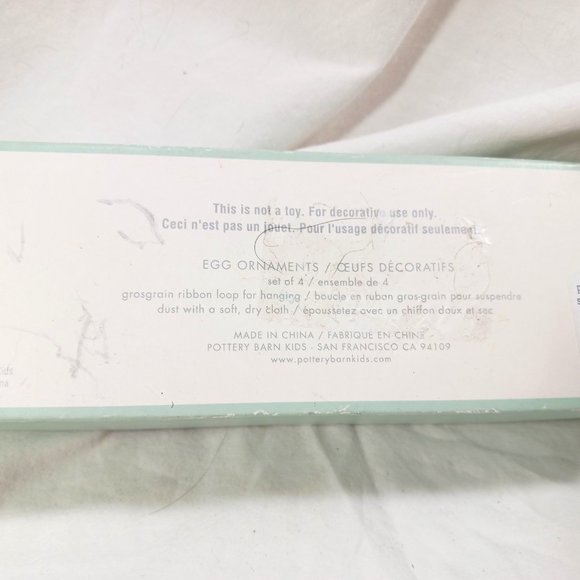 This is not a toy. For decorative use only.
Ceci n'est pas un jouet. Pour l'usage décoratif seulement.
EGG ORNAMENTS / ŒUFS DÉCORATIFS
set of 4 / ensemble de 4
grosgrain ribbon loop for hanging / boucle en ruban gros-grain pour suspendre
dust with a soft, dry cloth / époussetez avec un chiffon doux et sec
MADE IN CHINA / FABRIQUÉ EN CHINE
POTTERY BARN KIDS · SAN FRANCISCO CA 94109
www.potterybarnkids.com